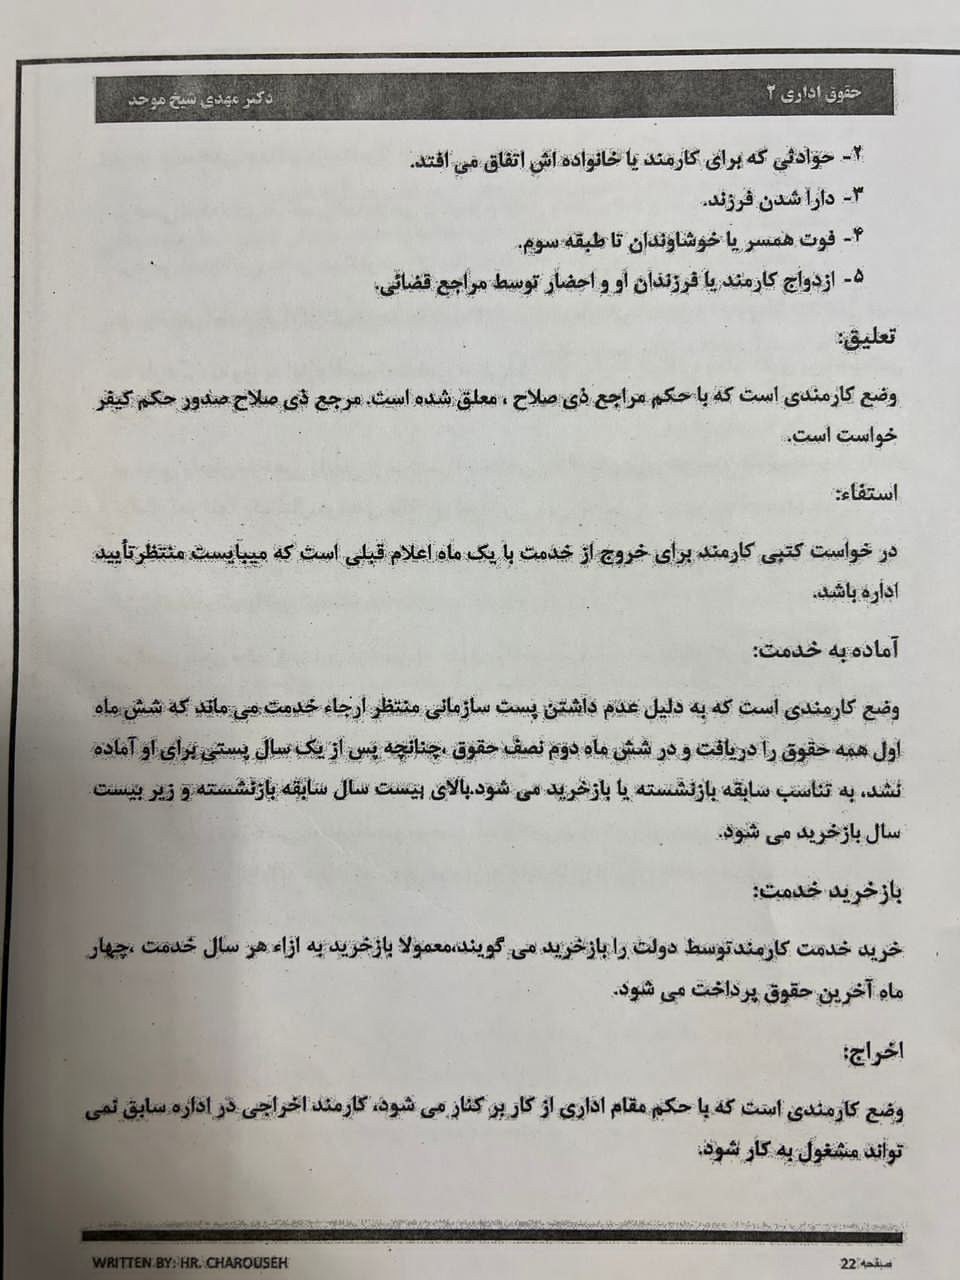 حقوق اداری ۲
دکتر مهدی شیخ موحد
۲- حوادثی که برای کارمند یا خانواده اش اتفاق می افتد.
۳- دارا شدن فرزند.
۴- فوت همسر یا خوشاوندان تا طبقه سوم.
۵- ازدواج کارمند یا فرزندان او و احضار توسط مراجع قضائی.
تعلیق:
وضع کارمندی است که با حکم مراجع ذی صلاح ، معلق شده است. مرجع ذی صلاح صدور حکم کیفر
خواست است.
استفاء:
در خواست کتبی کارمند برای خروج از خدمت با یک ماه اعلام قبلی است که میبایست منتظرتأیید
اداره باشد.
آماده به خدمت:
وضع کارمندی است که به دلیل عدم داشتن پست سازمانی منتظر ارجاء خدمت می ماند که شش ماه
اول همه حقوق را دریافت و در شش ماه دوم نصف حقوق ،چنانچه پس از یک سال پستی برای او آماده
نشد، به تناسب سابقه بازنشسته یا بازخرید می شود.بالای بیست سال سابقه بازنشسته و زیر بیست
سال بازخرید می شود.
بازخرید خدمت:
خرید خدمت کارمندتوسط دولت را بازخرید می گویند،معمولا بازخرید به ازاء هر سال خدمت ،چهار
ماه آخرین حقوق پرداخت می شود.
اخراج:
وضع کارمندی است که با حکم مقام اداری از کار بر کنار می شود، کارمند اخراجی در اداره سابق نمی
تواند مشغول به کار شود.
صفحه 22
WRITTEN BY: HR. CHAROUSEH